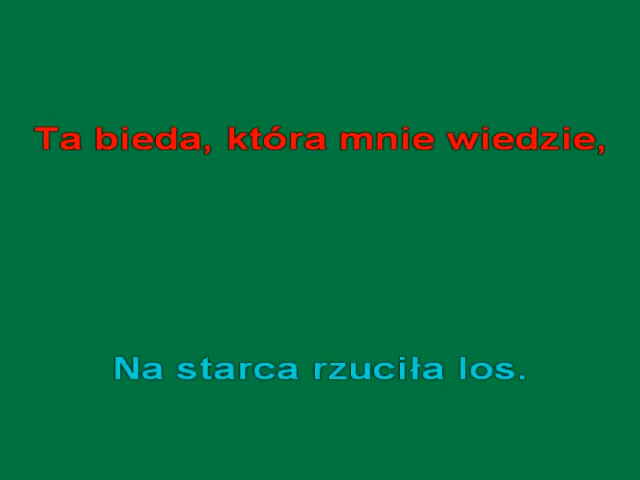 Ta bieda, która mnie wiedzie,
Na starca rzuciła los.